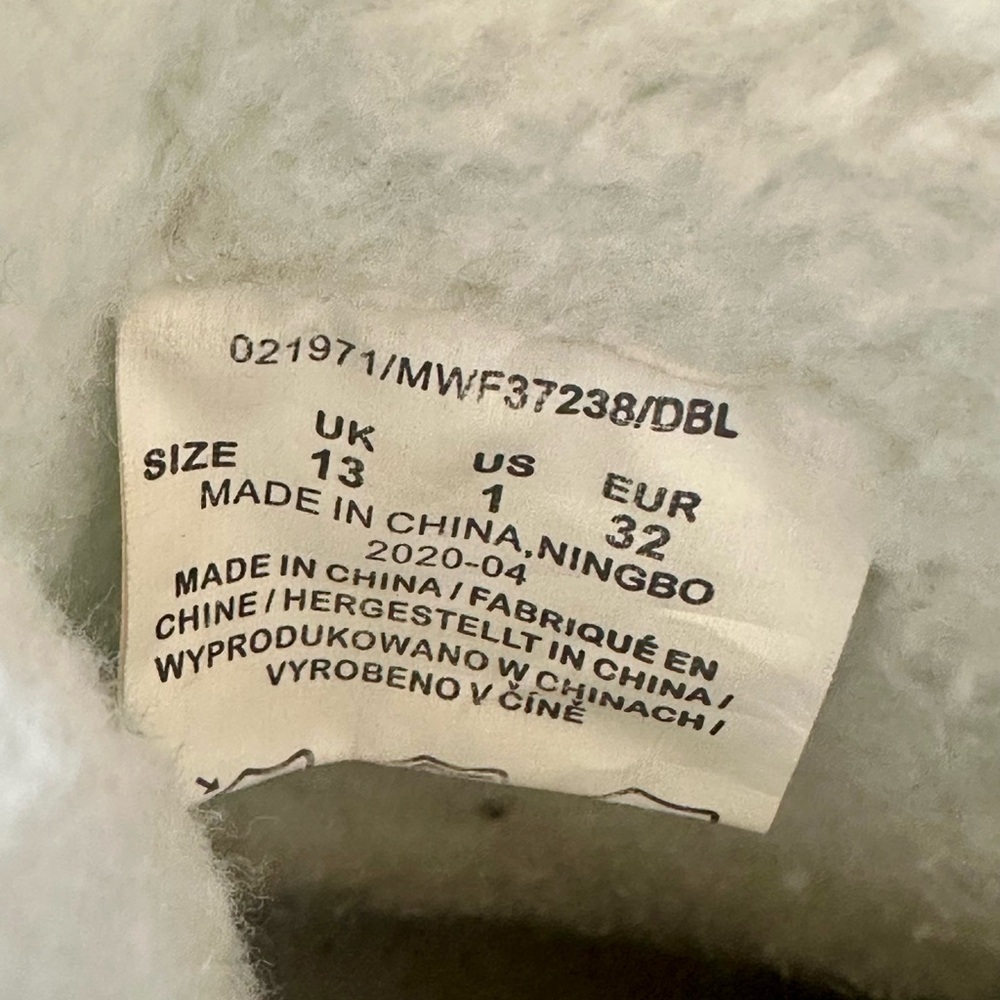 021971/MWF37238/DBL
UK US EUR
SIZE 13 1 32
MADE IN CHINA,NINGBO
2020-04
MADE IN CHINA / FABRIQUÉ EN
CHINE / HERGESTELLT IN CHINA /
WYPRODUKOWANO W CHINACH /
VYROBENO V ČÍNĚ